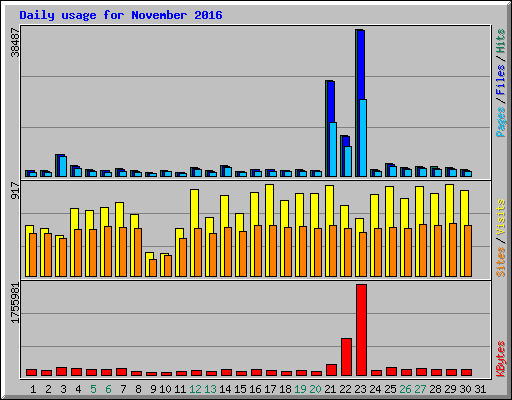 Daily usage for November 2016
38487
Pages / Files / Hits
917
Sites / Visits
1755981
KBytes
1 2 3 4 5 6 7 8 9 10 11 12 13 14 15 16 17 18 19 20 21 22 23 24 25 26 27 28 29 30 31